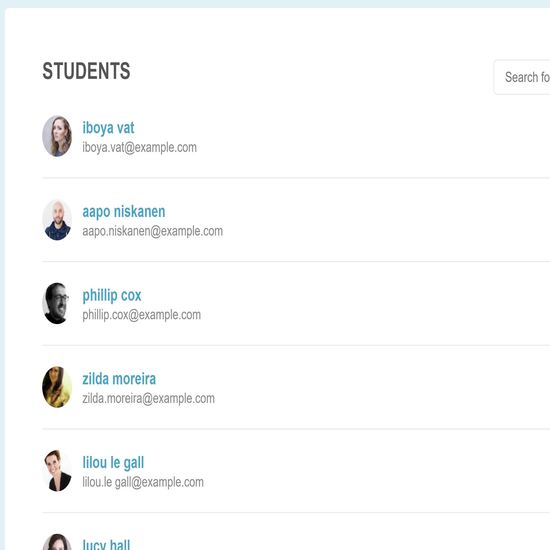 STUDENTS
Search fo
iboya vat
iboya.vat@example.com
aapo niskanen
aapo.niskanen@example.com
phillip cox
phillip.cox@example.com
zilda moreira
zilda.moreira@example.com
lilou le gall
lilou.le gall@example.com
lucy hall